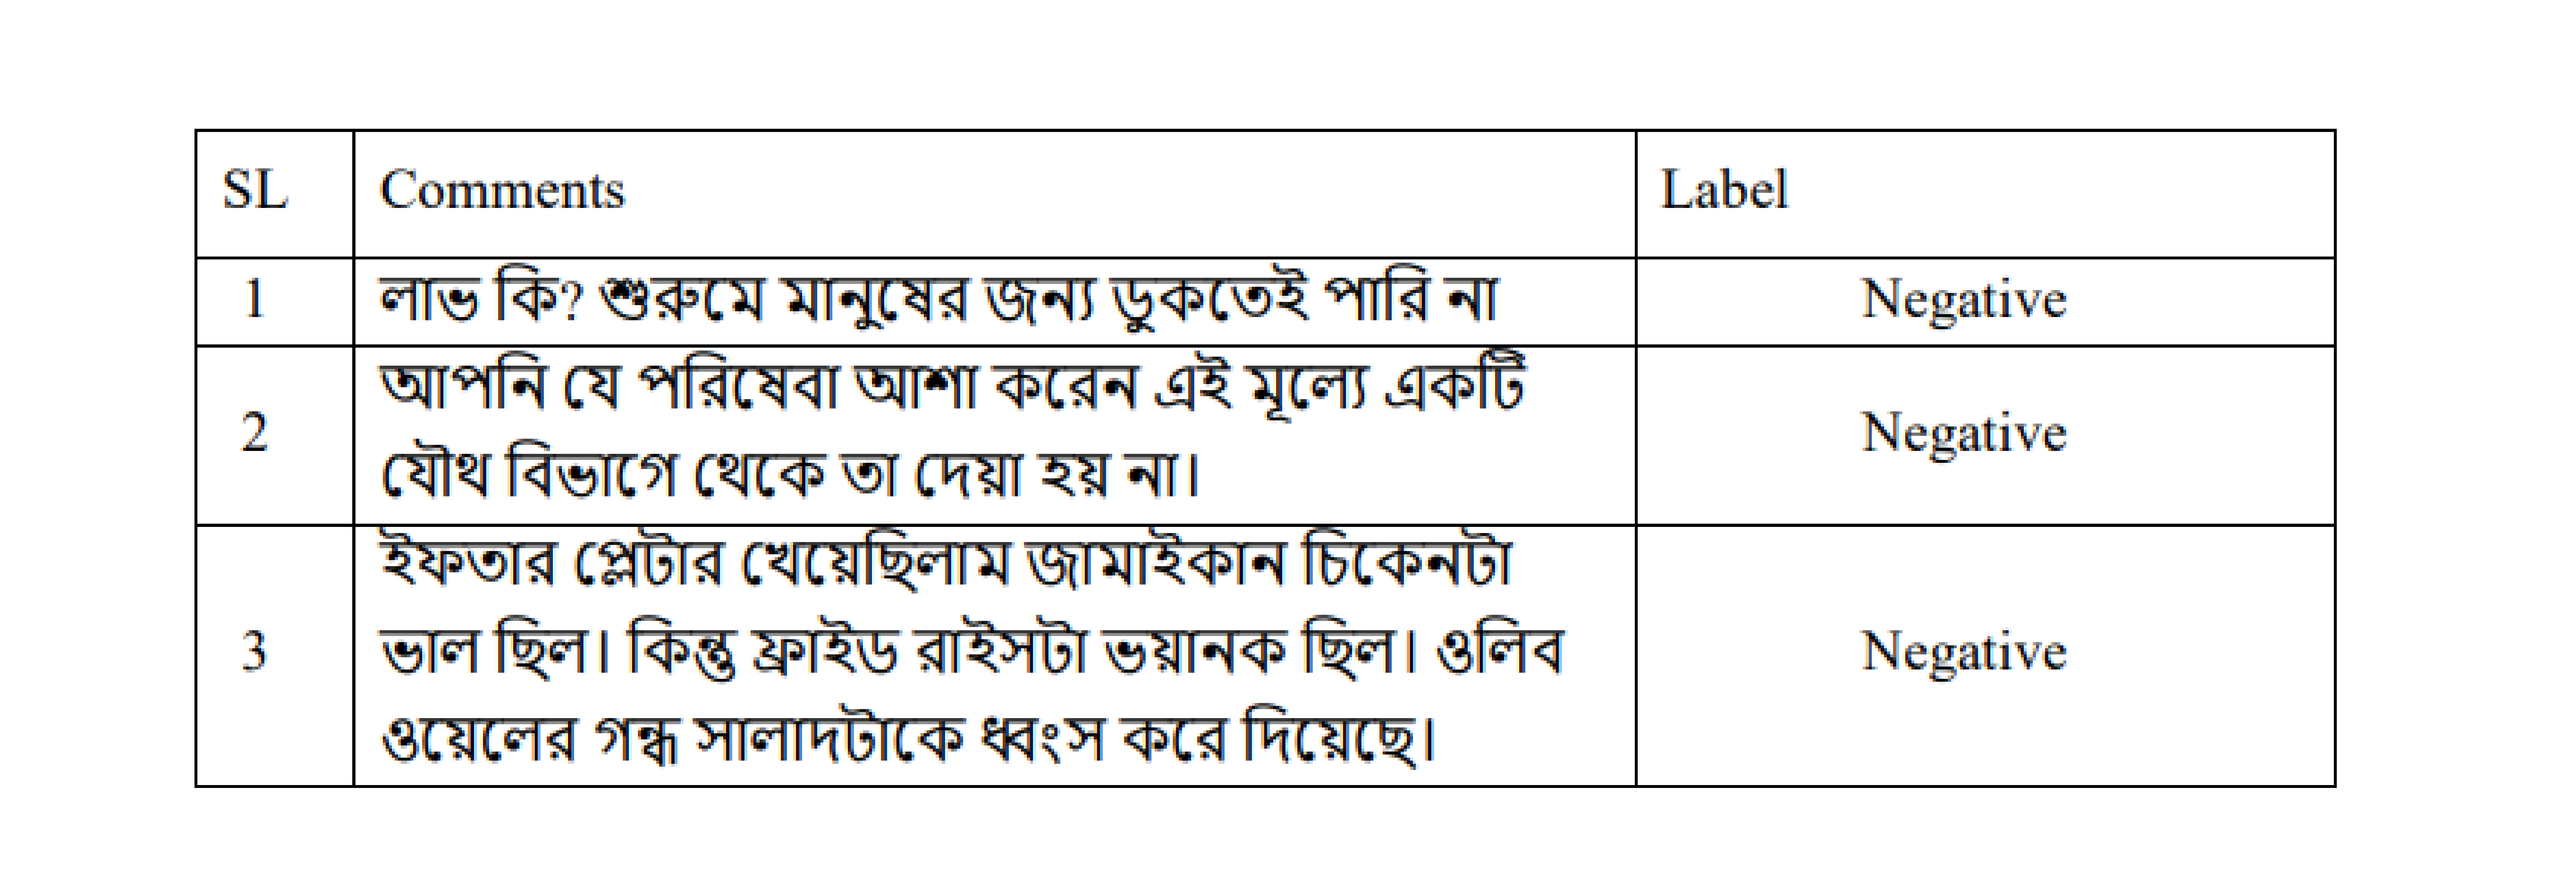 SL Comments Label
1 লাভ কি? শুরুমে মানুষের জন্য ডুকতেই পারি না Negative
আপনি যে পরিষেবা আশা করেন এই মূল্যে একটি
2 যৌথ বিভাগে থেকে তা দেয়া হয় না। Negative
ইফতার প্লেটার খেয়েছিলাম জামাইকান চিকেনটা
3 ভাল ছিল। কিন্তু ফ্রাইড রাইসটা ভয়ানক ছিল। ওলিব Negative
ওয়েলের গন্ধ সালাদটাকে ধ্বংস করে দিয়েছে।